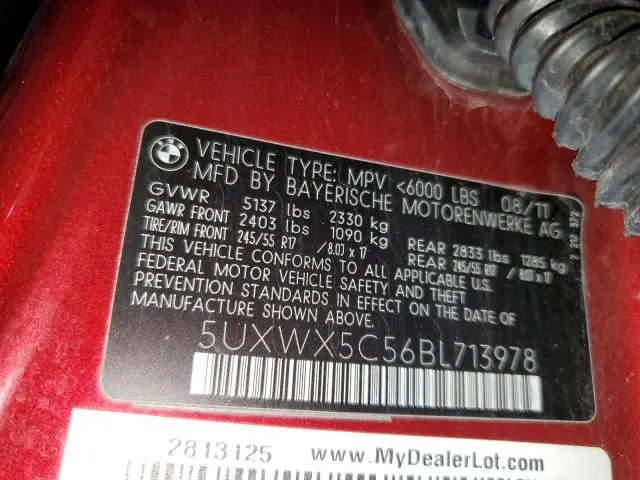 BMW
VEHICLE TYPE: MPV <6000 LBS 08/11
MFD BY BAYERISCHE MOTORENWERKE AG
GVWR 5137 lbs 2330 kg
GAWR FRONT 2403 lbs 1090 kg REAR 2833 lbs 1285 kg
TIRE/RIM FRONT 245/55 R17 /8.0J x 17 REAR 245/55 R17 /8.0J x 17
THIS VEHICLE CONFORMS TO ALL APPLICABLE U.S.
FEDERAL MOTOR VEHICLE SAFETY AND THEFT
PREVENTION STANDARDS IN EFFECT ON THE DATE OF
MANUFACTURE SHOWN ABOVE.
5UXWX5C56BL713978
2813125 www.MyDealerLot.com